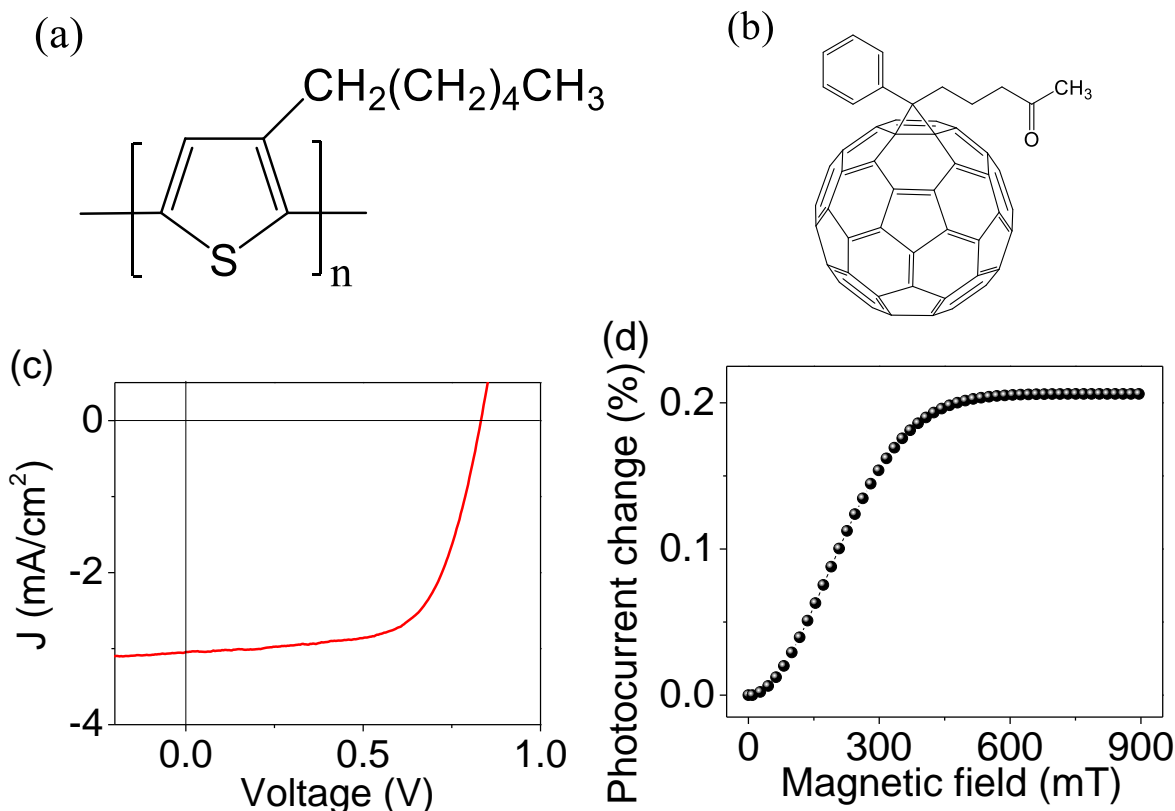 (a)
CH₂(CH₂)₄CH₃
S
n
(b)
CH₃
O
(c)
J (mA/cm²)
0
-2
-4
0.0
0.5
1.0
Voltage (V)
(d)
Photocurrent change (%)
0.2
0.1
0.0
0
300
600
900
Magnetic field (mT)